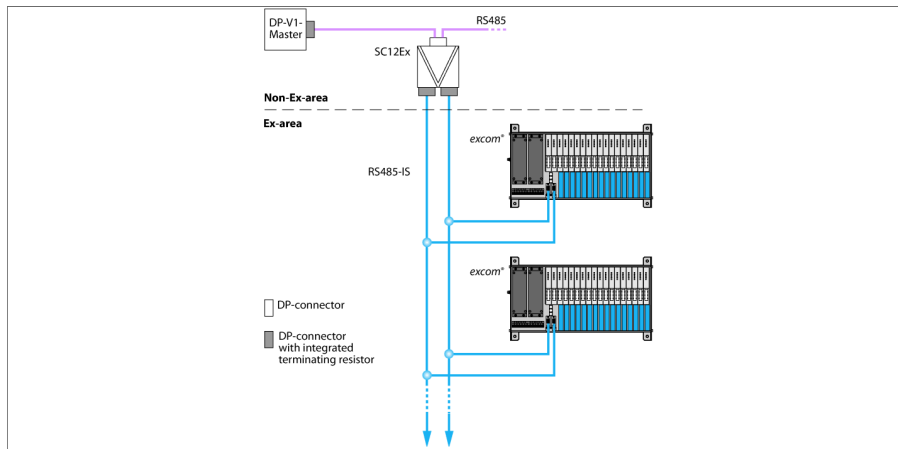 DP-V1-
Master
RS485
SC12Ex
Non-Ex-area
Ex-area
excom®
RS485-IS
excom®
DP-connector
DP-connector
with integrated
terminating resistor